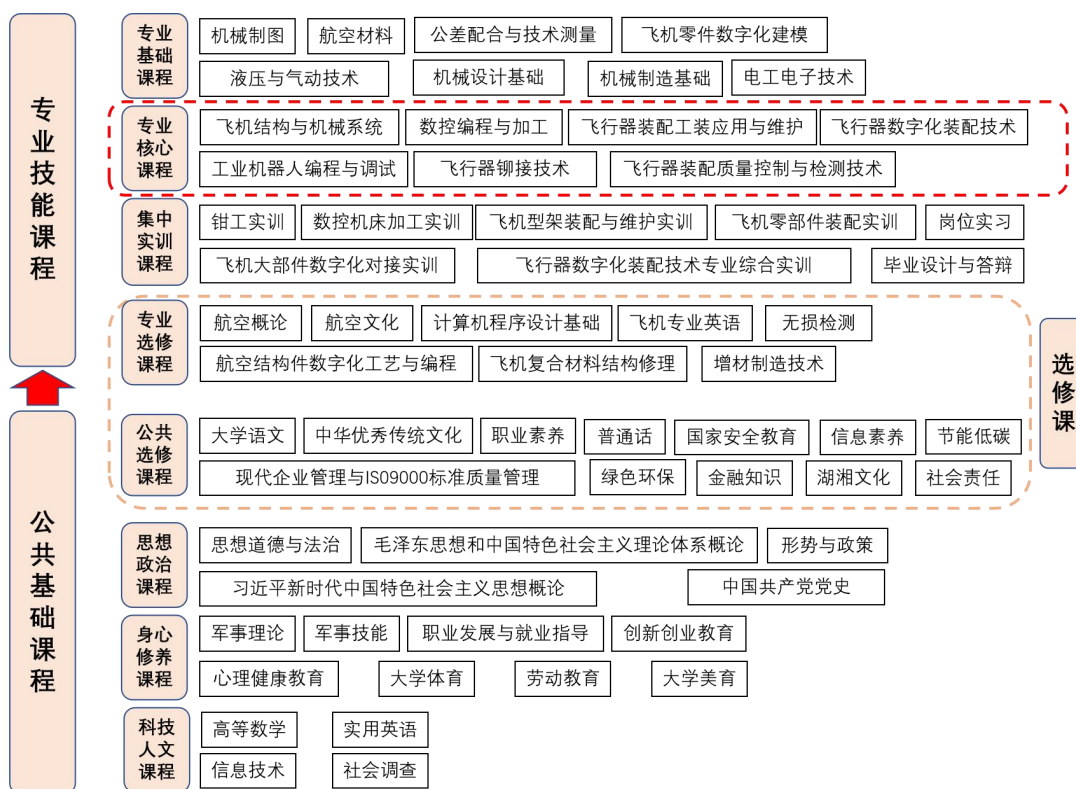 专业技能课程
公共基础课程
专业基础课程
机械制图 航空材料 公差配合与技术测量 飞机零件数字化建模
液压与气动技术 机械设计基础 机械制造基础 电工电子技术
专业核心课程
飞机结构与机械系统 数控编程与加工 飞行器装配工装应用与维护 飞行器数字化装配技术
工业机器人编程与调试 飞行器铆接技术 飞行器装配质量控制与检测技术
集中实训课程
钳工实训 数控机床加工实训 飞机型架装配与维护实训 飞机零部件装配实训 岗位实习
飞机大部件数字化对接实训 飞行器数字化装配技术专业综合实训 毕业设计与答辩
专业选修课程
航空概论 航空文化 计算机程序设计基础 飞机专业英语 无损检测
航空结构件数字化工艺与编程 飞机复合材料结构修理 增材制造技术
选修课
公共选修课程
大学语文 中华优秀传统文化 职业素养 普通话 国家安全教育 信息素养 节能低碳
现代企业管理与IS09000标准质量管理 绿色环保 金融知识 湖湘文化 社会责任
思想政治课程
思想道德与法治 毛泽东思想和中国特色社会主义理论体系概论 形势与政策
习近平新时代中国特色社会主义思想概论 中国共产党党史
身心修养课程
军事理论 军事技能 职业发展与就业指导 创新创业教育
心理健康教育 大学体育 劳动教育 大学美育
科技人文课程
高等数学 实用英语
信息技术 社会调查